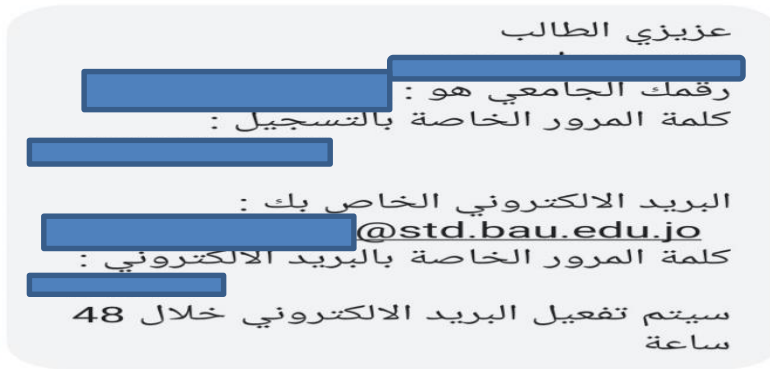 عزيزي الطالب
رقمك الجامعي هو :
كلمة المرور الخاصة بالتسجيل :
البريد الالكتروني الخاص بك :
@std.bau.edu.jo
كلمة المرور الخاصة بالبريد الالكتروني :
سيتم تفعيل البريد الالكتروني خلال 48
ساعة